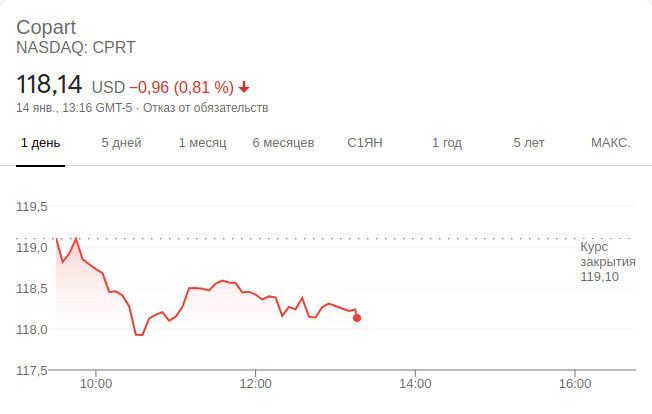 Copart
NASDAQ: CPRT
118,14 USD −0,96 (0,81 %)
14 янв., 13:16 GMT-5 · Отказ от обязательств
1 день 5 дней 1 месяц 6 месяцев С1ЯН 1 год 5 лет МАКС.
119,5
119,0
118,5
118,0
117,5
Курс
закрытия
119,10
10:00 12:00 14:00 16:00